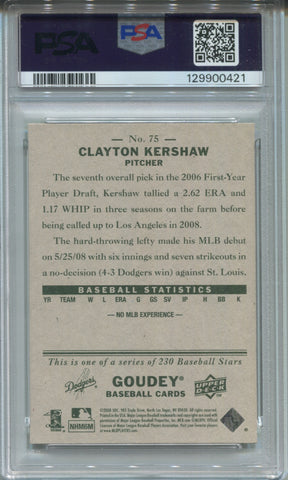 PSA
PSA
129900421
No. 75
CLAYTON KERSHAW
PITCHER
The seventh overall pick in the 2006 First-Year
Player Draft, Kershaw tallied a 2.62 ERA and
1.17 WHIP in three seasons on the farm before
being called up to Los Angeles in 2008.
The hard-throwing lefty made his MLB debut
on 5/25/08 with six innings and seven strikeouts in
a no-decision (4-3 Dodgers win) against St. Louis.
BASEBALL STATISTICS
YR TEAM W L ERA G GS SV IP H BB K
— NO MLB EXPERIENCE —
This is one of a series of 230 Baseball Stars
Dodgers
GOUDEY
BASEBALL CARDS
UPPER DECK
NHM6M